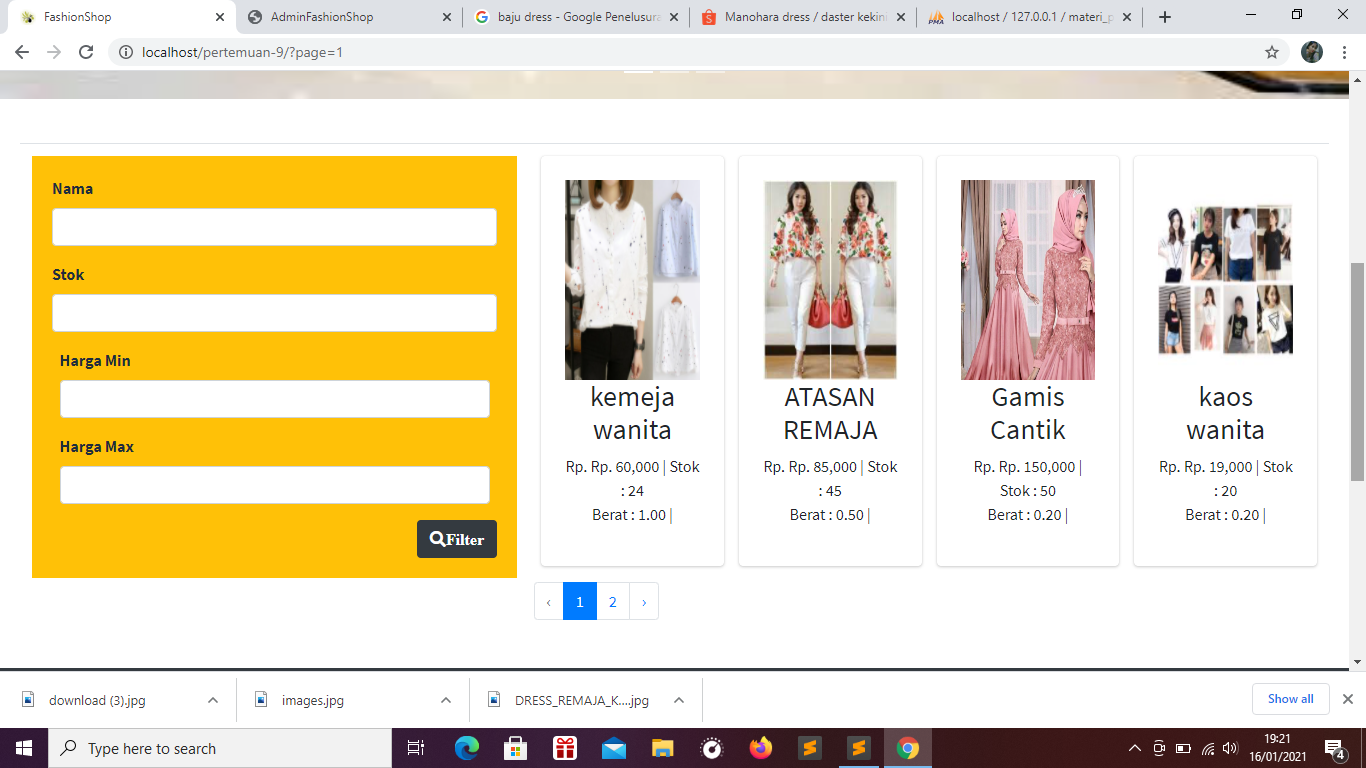 FashionShop
AdminFashionShop
baju dress - Google Penelusura
Manohara dress / daster kekini
localhost / 127.0.0.1 / materi_p
localhost/pertemuan-9/?page=1
Nama
Stok
Harga Min
Harga Max
Filter
kemeja
wanita
Rp. Rp. 60,000 | Stok
: 24
Berat : 1.00 |
ATASAN
REMAJA
Rp. Rp. 85,000 | Stok
: 45
Berat : 0.50 |
Gamis
Cantik
Rp. Rp. 150,000 |
Stok : 50
Berat : 0.20 |
kaos
wanita
Rp. Rp. 19,000 | Stok
: 20
Berat : 0.20 |
‹ 1 2 ›
download (3).jpg
images.jpg
DRESS_REMAJA_K....jpg
Show all
Type here to search
19:21
16/01/2021
4